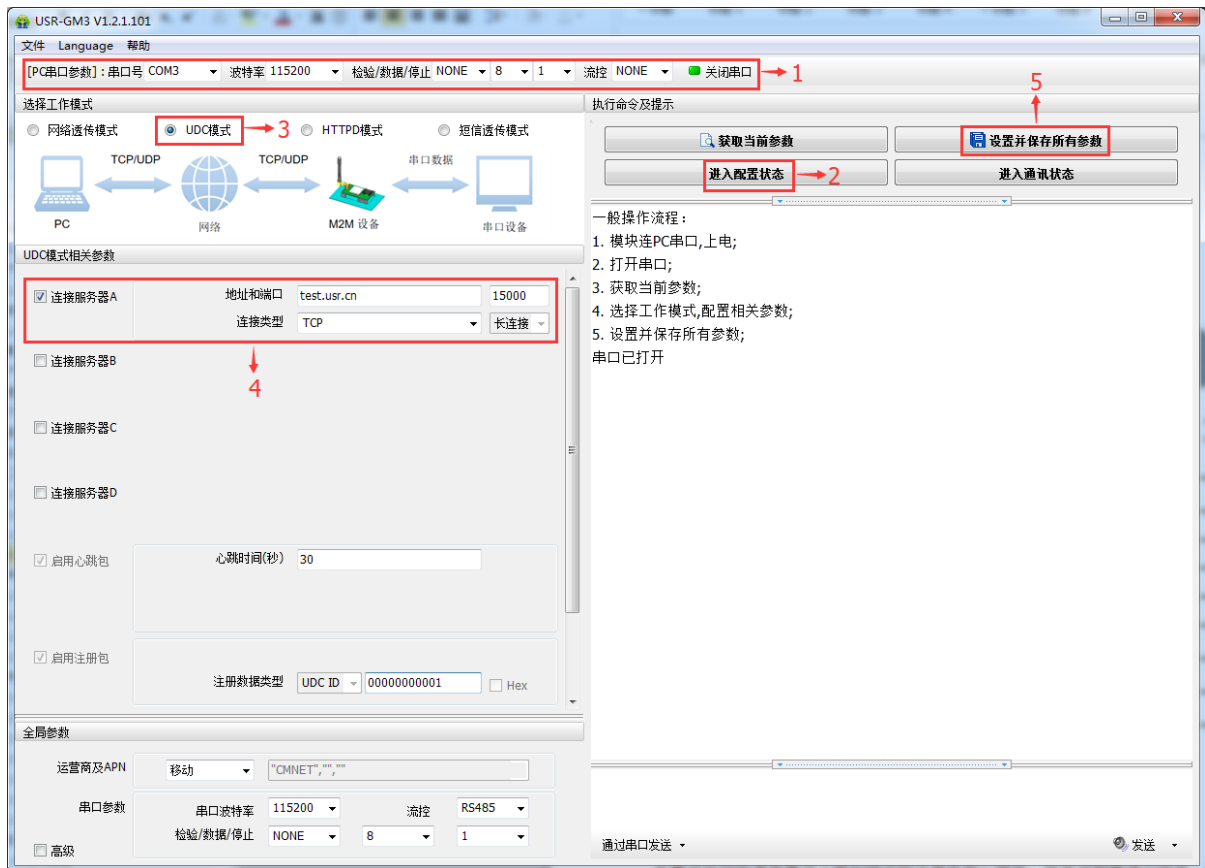 USR-GM3 V1.2.1.101
文件 Language 帮助
[PC串口参数]：串口号 COM3 波特率 115200 检验/数据/停止 NONE 8 1 流控 NONE 关闭串口 1
选择工作模式
网络透传模式 UDC模式 3 HTTPD模式 短信透传模式
TCP/UDP TCP/UDP 串口数据
PC 网络 M2M 设备 串口设备
UDC模式相关参数
连接服务器A 地址和端口 test.usr.cn 15000
连接类型 TCP 长连接
4
连接服务器B
连接服务器C
连接服务器D
启用心跳包 心跳时间(秒) 30
启用注册包
注册数据类型 UDC ID 00000000001 Hex
全局参数
运营商及APN 移动 "CMNET","",""
串口参数 串口波特率 115200 流控 RS485
检验/数据/停止 NONE 8 1
高级
5
执行命令及提示
获取当前参数 设置并保存所有参数
进入配置状态 2 进入通讯状态
一般操作流程：
1. 模块连PC串口,上电;
2. 打开串口;
3. 获取当前参数;
4. 选择工作模式,配置相关参数;
5. 设置并保存所有参数;
串口已打开
通过串口发送 发送